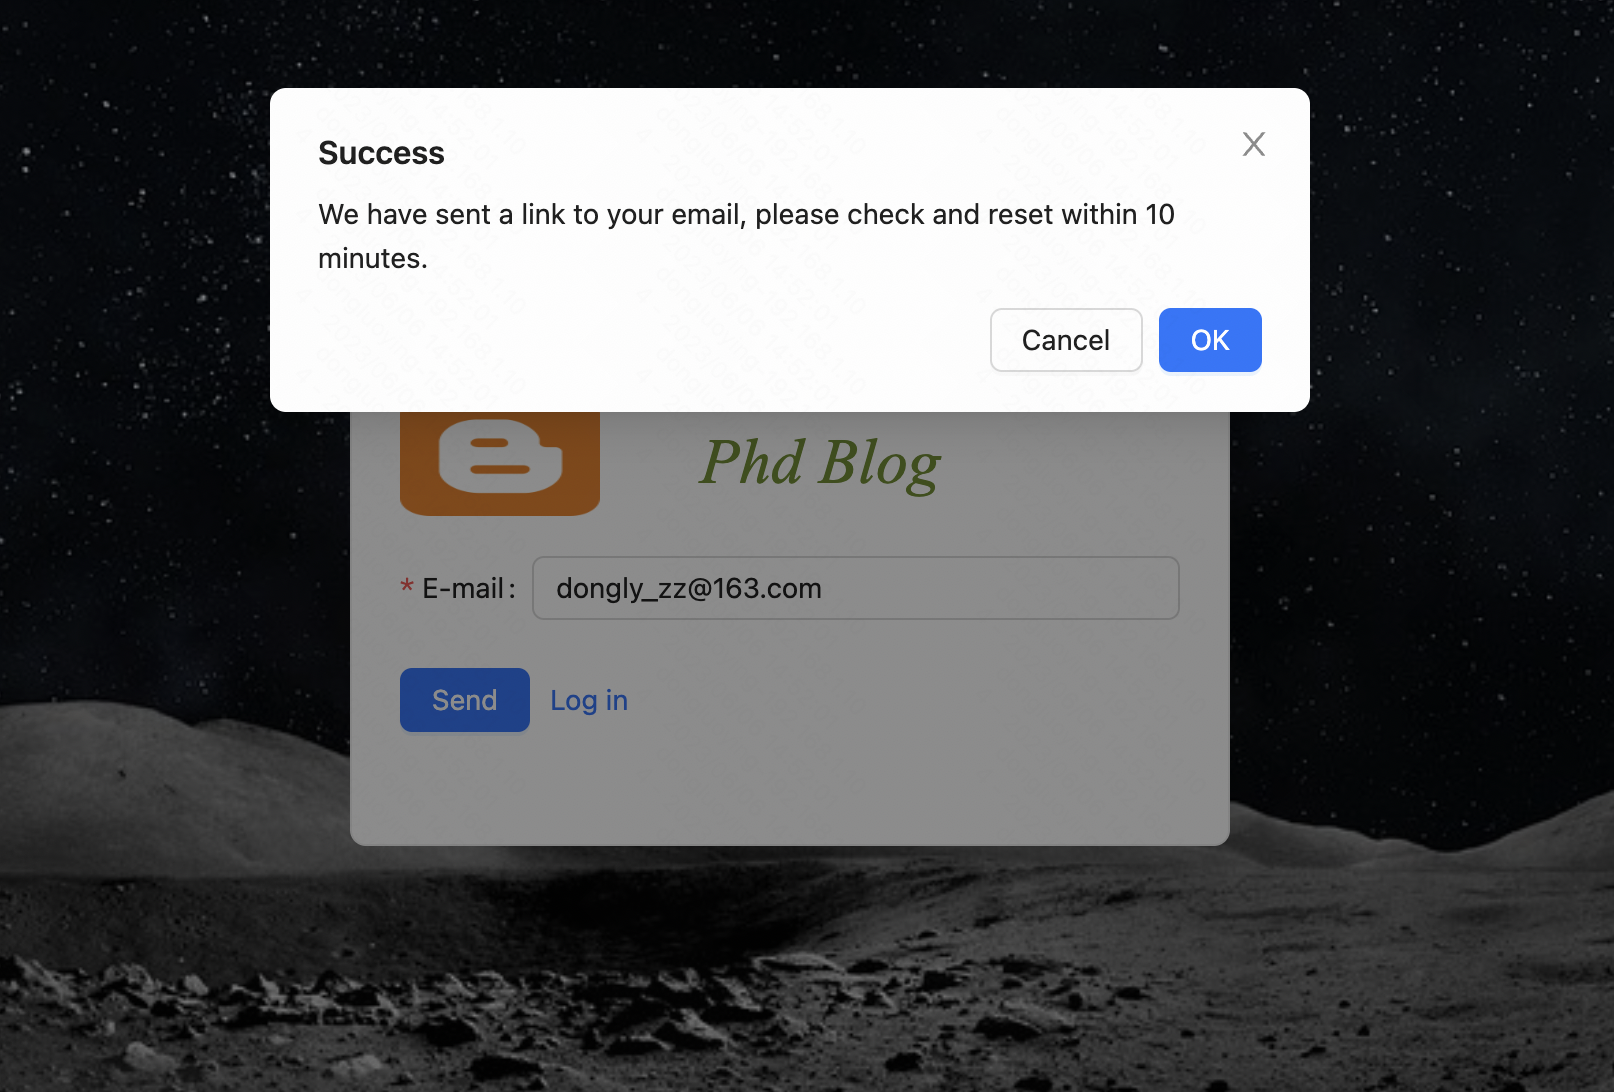 Success
We have sent a link to your email, please check and reset within 10
minutes.
Cancel
OK
Phd Blog
* E-mail:
dongly_zz@163.com
Send
Log in